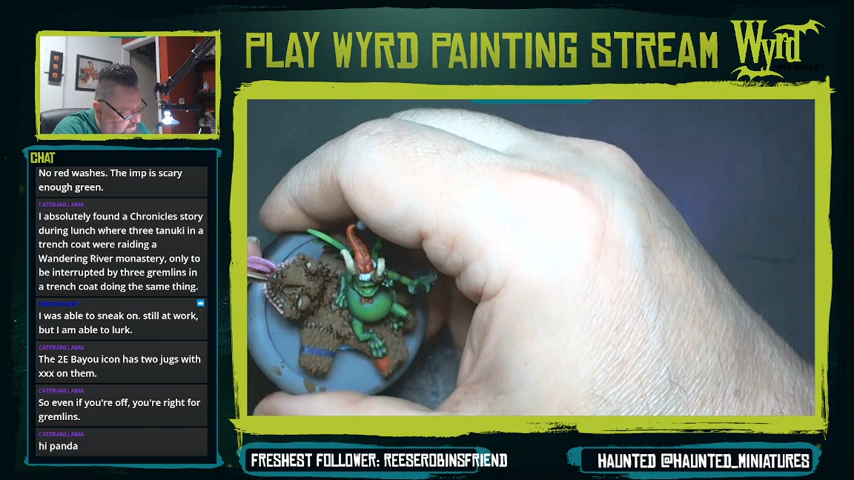 PLAY WYRD PAINTING STREAM
Wyrd
CHAT
No red washes. The imp is scary
enough green.
CATERANLLAMA
I absolutely found a Chronicles story
during lunch where three tanuki in a
trench coat were raiding a
Wandering River monastery, only to
be interrupted by three gremlins in
a trench coat doing the same thing.
I was able to sneak on. still at work,
but I am able to lurk.
CATERANLLAMA
The 2E Bayou icon has two jugs with
xxx on them.
CATERANLLAMA
So even if you're off, you're right for
gremlins.
CATERANLLAMA
hi panda
FRESHEST FOLLOWER: REESEROBINSFRIEND
HAUNTED @HAUNTED_MINIATURES